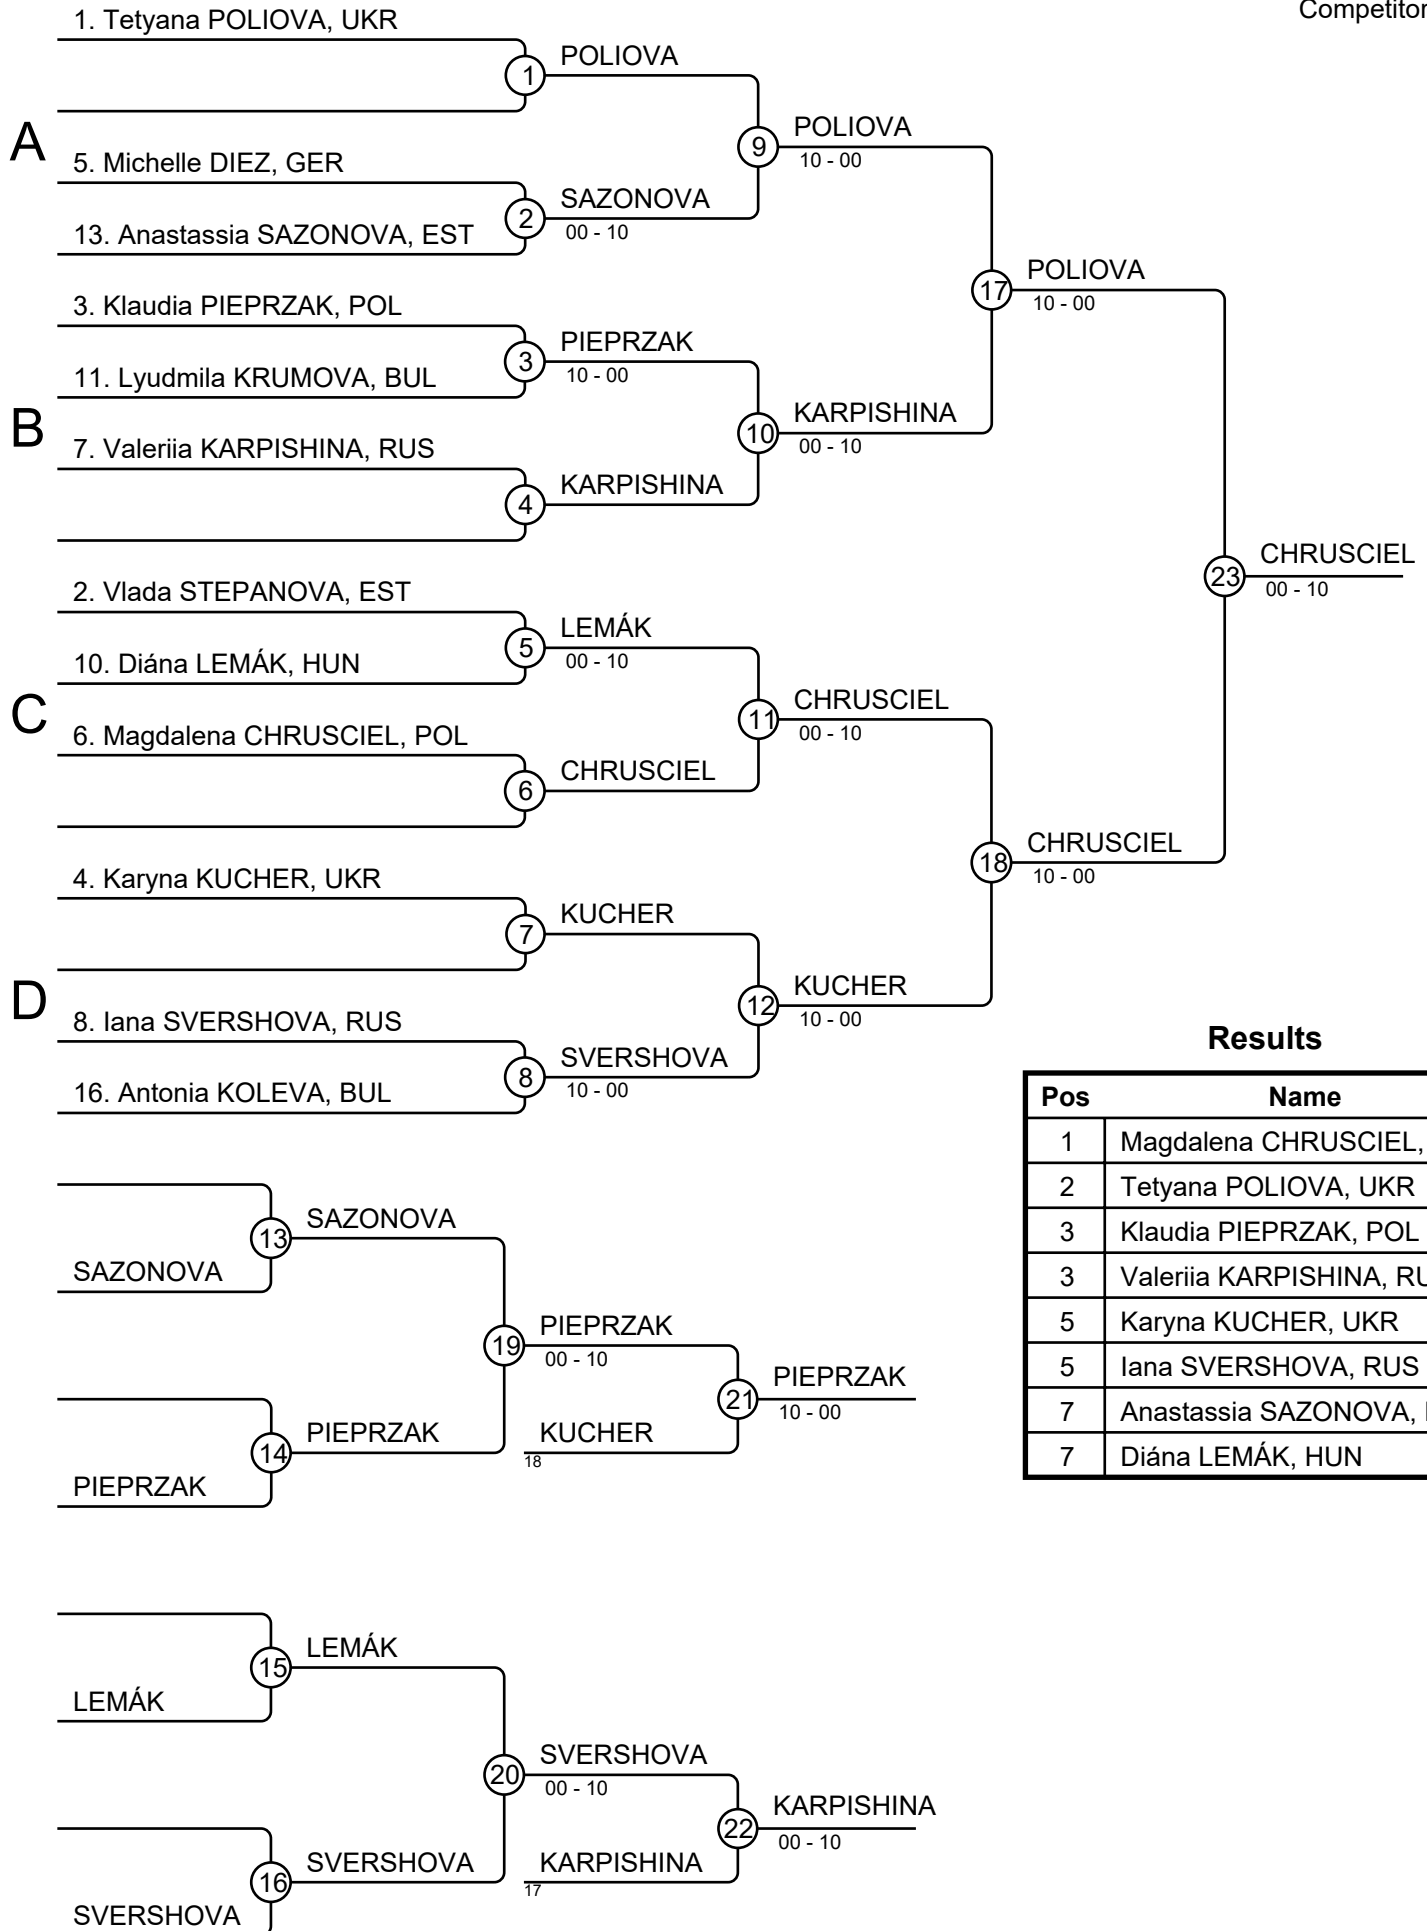 Competitor
1. Tetyana POLIOVA, UKR
1
POLIOVA
A
9
POLIOVA
10 - 00
5. Michelle DIEZ, GER
2
SAZONOVA
00 - 10
13. Anastassia SAZONOVA, EST
17
POLIOVA
10 - 00
3. Klaudia PIEPRZAK, POL
3
PIEPRZAK
10 - 00
11. Lyudmila KRUMOVA, BUL
B
10
KARPISHINA
00 - 10
7. Valeriia KARPISHINA, RUS
4
KARPISHINA
23
CHRUSCIEL
00 - 10
2. Vlada STEPANOVA, EST
5
LEMÁK
00 - 10
10. Diána LEMÁK, HUN
C
11
CHRUSCIEL
00 - 10
6. Magdalena CHRUSCIEL, POL
6
CHRUSCIEL
18
CHRUSCIEL
10 - 00
4. Karyna KUCHER, UKR
7
KUCHER
D
12
KUCHER
10 - 00
8. Iana SVERSHOVA, RUS
8
SVERSHOVA
10 - 00
16. Antonia KOLEVA, BUL
Results
Pos Name
1 Magdalena CHRUSCIEL,
2 Tetyana POLIOVA, UKR
3 Klaudia PIEPRZAK, POL
3 Valeriia KARPISHINA,
5 Karyna KUCHER, UKR
5 Iana SVERSHOVA, RUS
7 Anastassia SAZONOVA,
7 Diána LEMÁK, HUN
13
SAZONOVA
SAZONOVA
19
PIEPRZAK
00 - 10
21
PIEPRZAK
10 - 00
14
PIEPRZAK
KUCHER
18
PIEPRZAK
15
LEMÁK
LEMÁK
20
SVERSHOVA
00 - 10
22
KARPISHINA
00 - 10
16
SVERSHOVA
KARPISHINA
17
SVERSHOVA